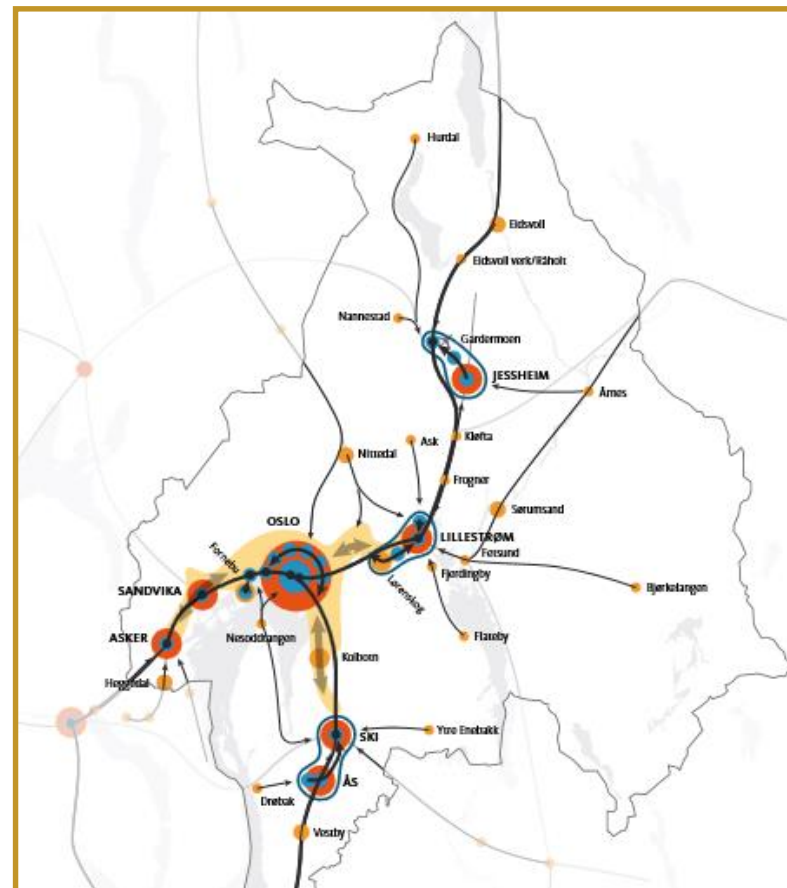 Hurdal
Eidsvoll
Eidsvoll verk/Råholt
Nannestad
Gardermoen
JESSHEIM
Årnes
Ask
Kløfta
Nittedal
Frogner
Sørumsand
OSLO
LILLESTRØM
Fornebu
Fetsund
Fjerdingby
Lørenskog
SANDVIKA
Bjørkelangen
ASKER
Nesoddtangen
Flateby
Kolbotn
Heggedal
Ytre Enebakk
SKI
ÅS
Drøbak
Vestby